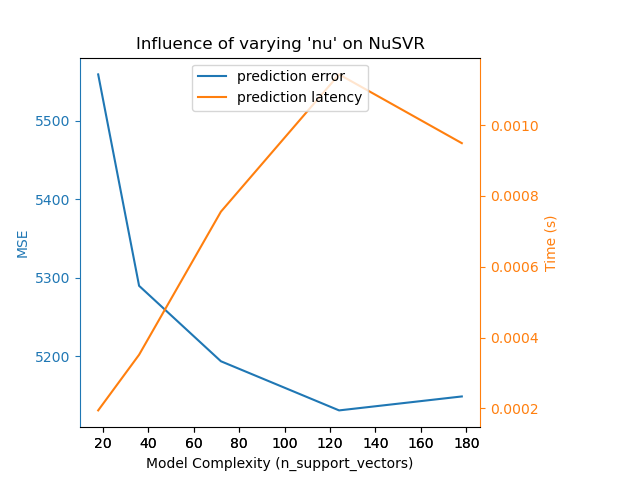 Influence of varying 'nu' on NuSVR
prediction error
prediction latency
5500
5400
5300
5200
MSE
0.0010
0.0008
0.0006
0.0004
0.0002
Time (s)
20 40 60 80 100 120 140 160 180
Model Complexity (n_support_vectors)